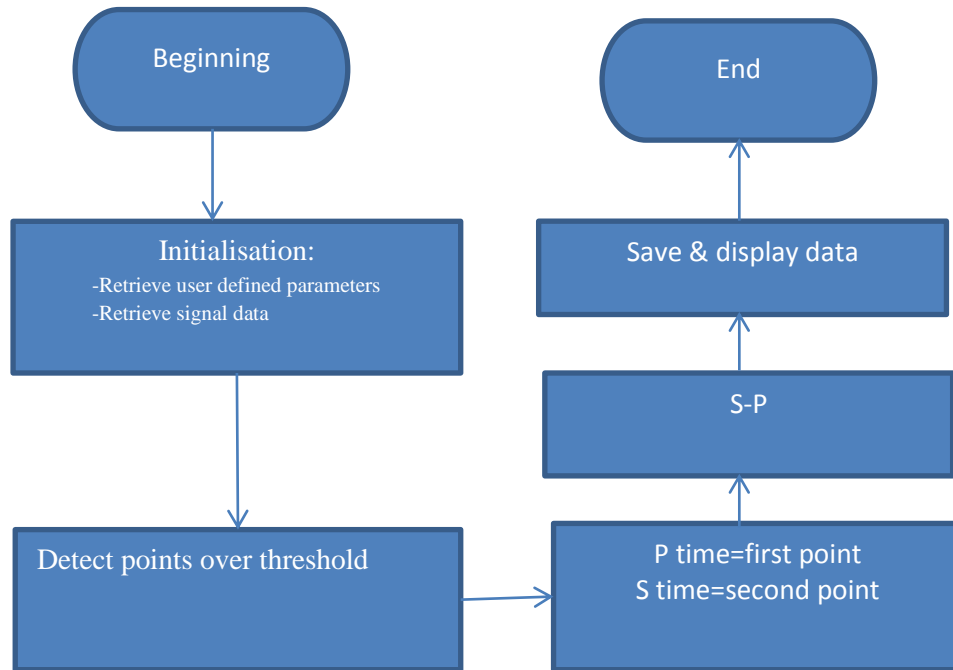 Beginning
Initialisation:
-Retrieve user defined parameters
-Retrieve signal data
Detect points over threshold
P time=first point
S time=second point
S-P
Save & display data
End